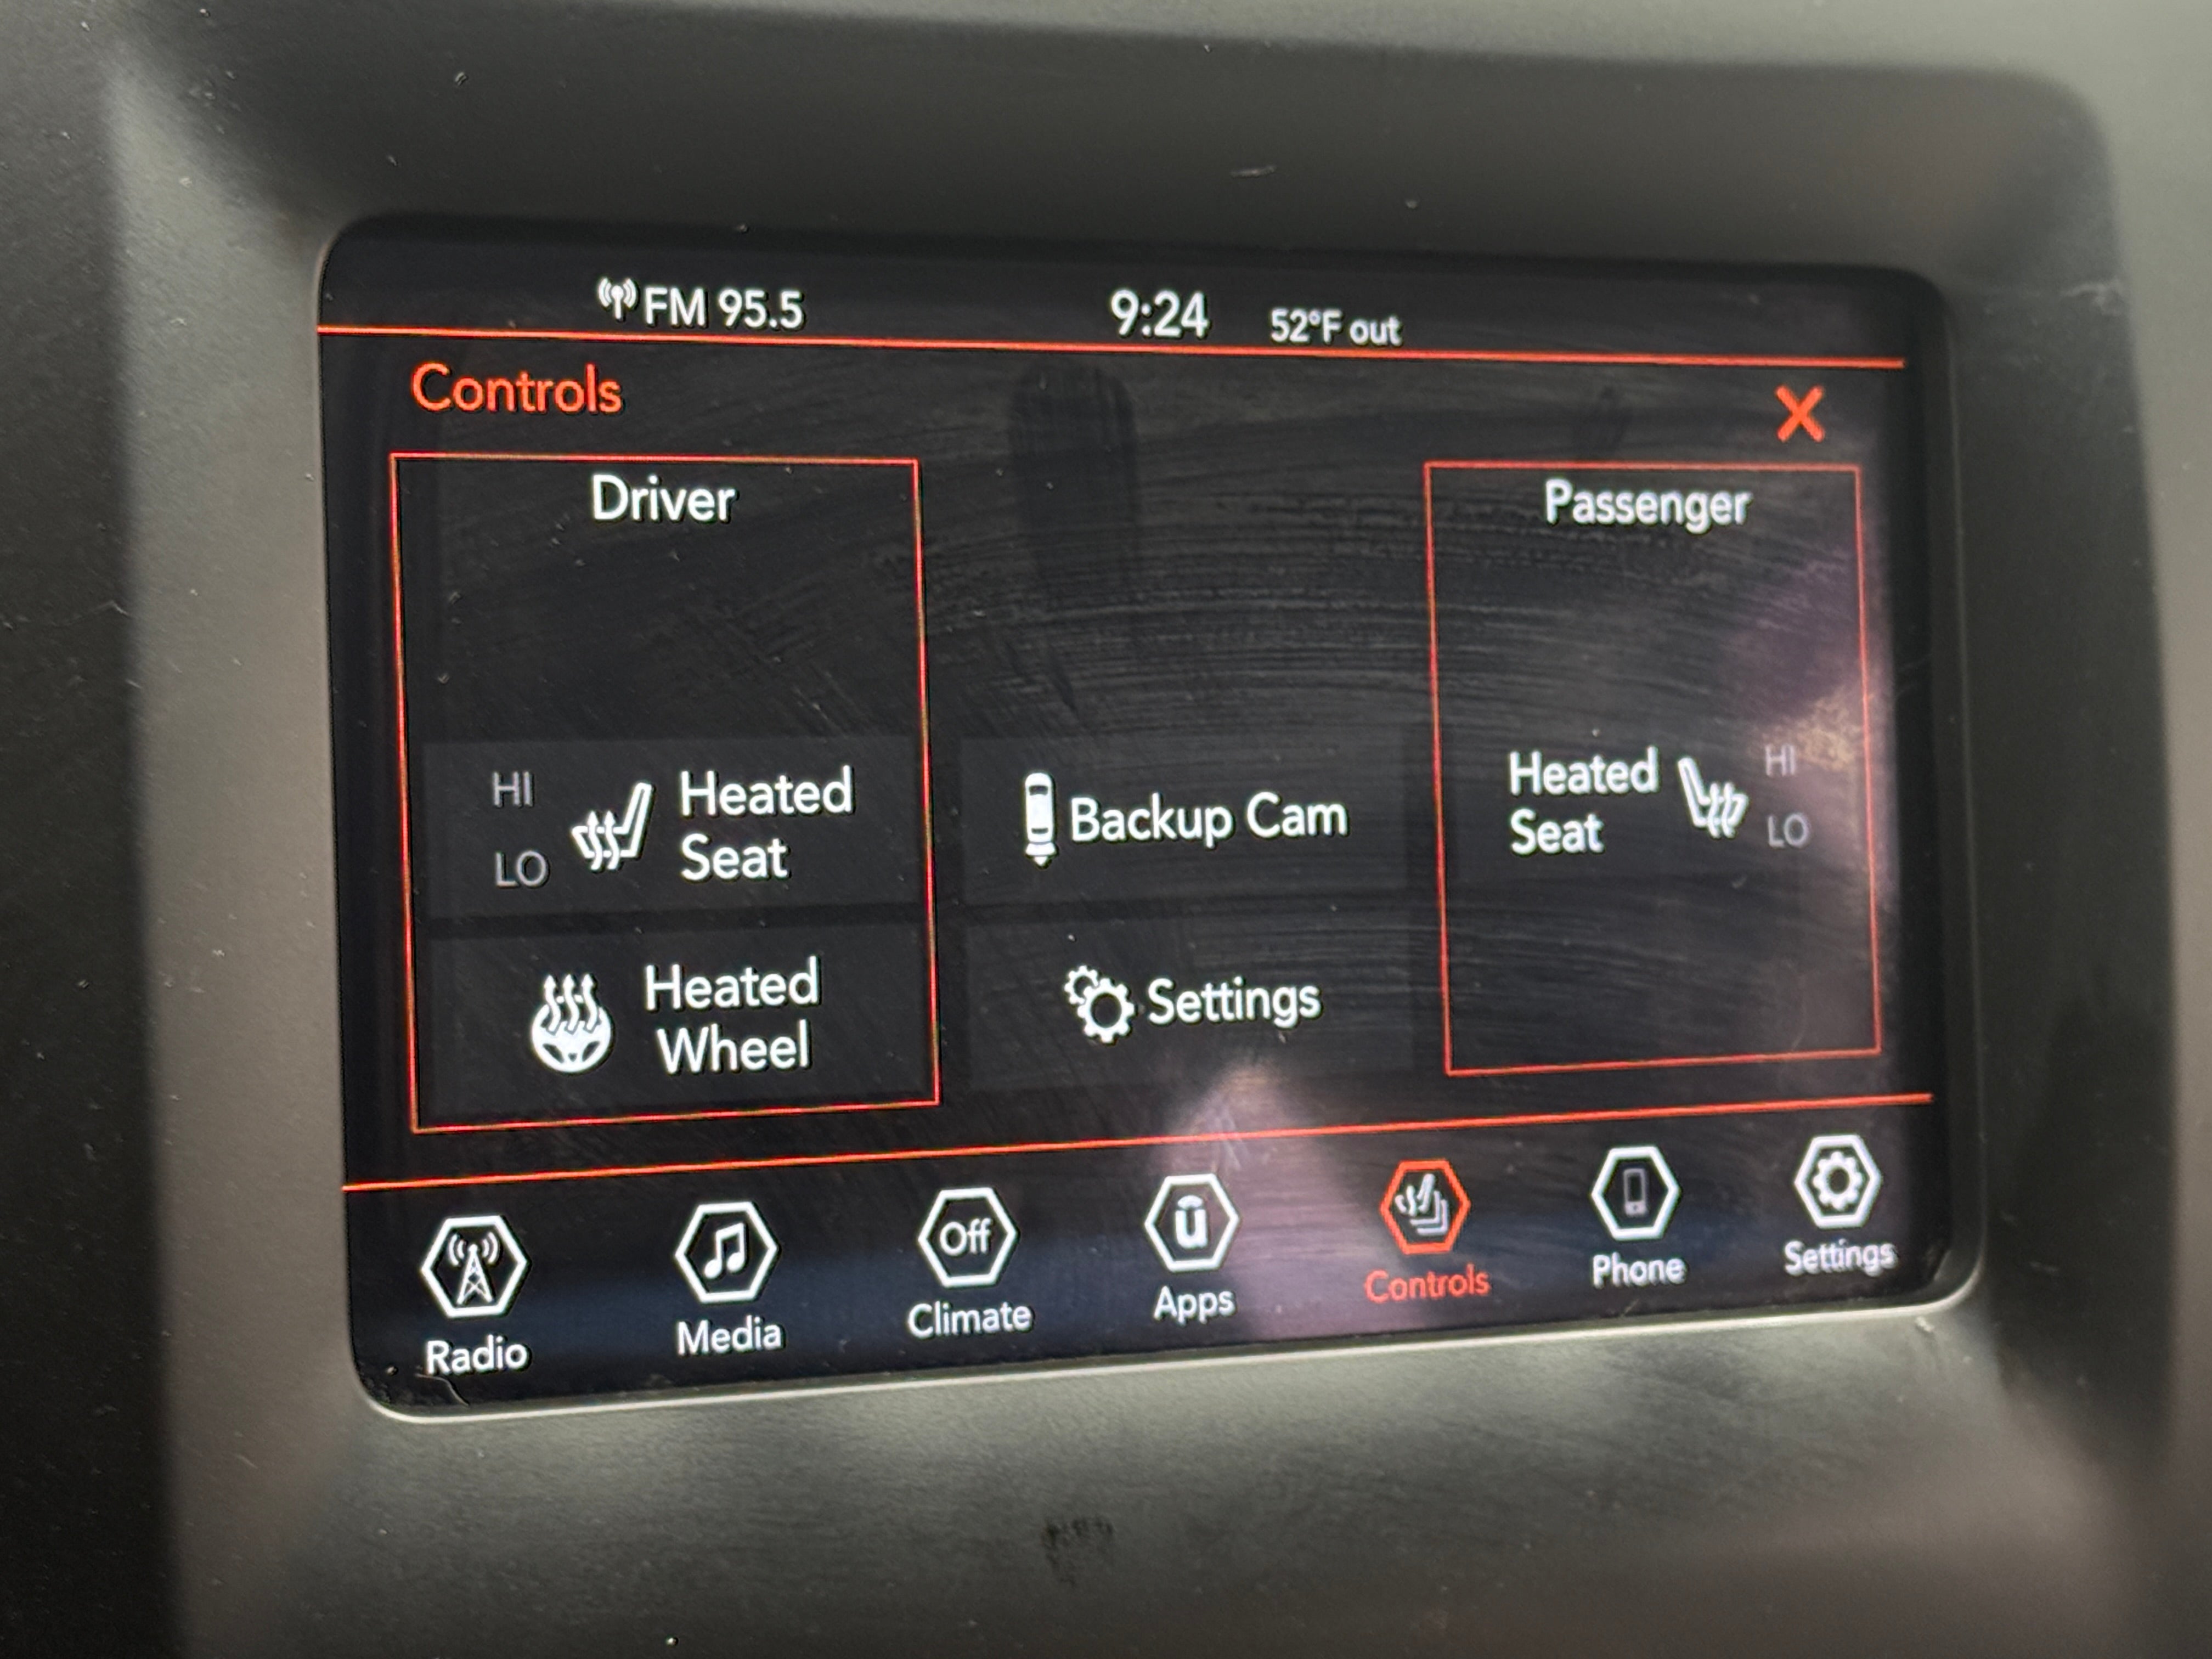 FM 95.5 9:24 52°F out
Controls X
Driver
HI
LO
Heated
Seat
Heated
Wheel
Backup Cam
Settings
Passenger
Heated
Seat
HI
LO
Off
Radio Media Climate Apps Controls Phone Settings